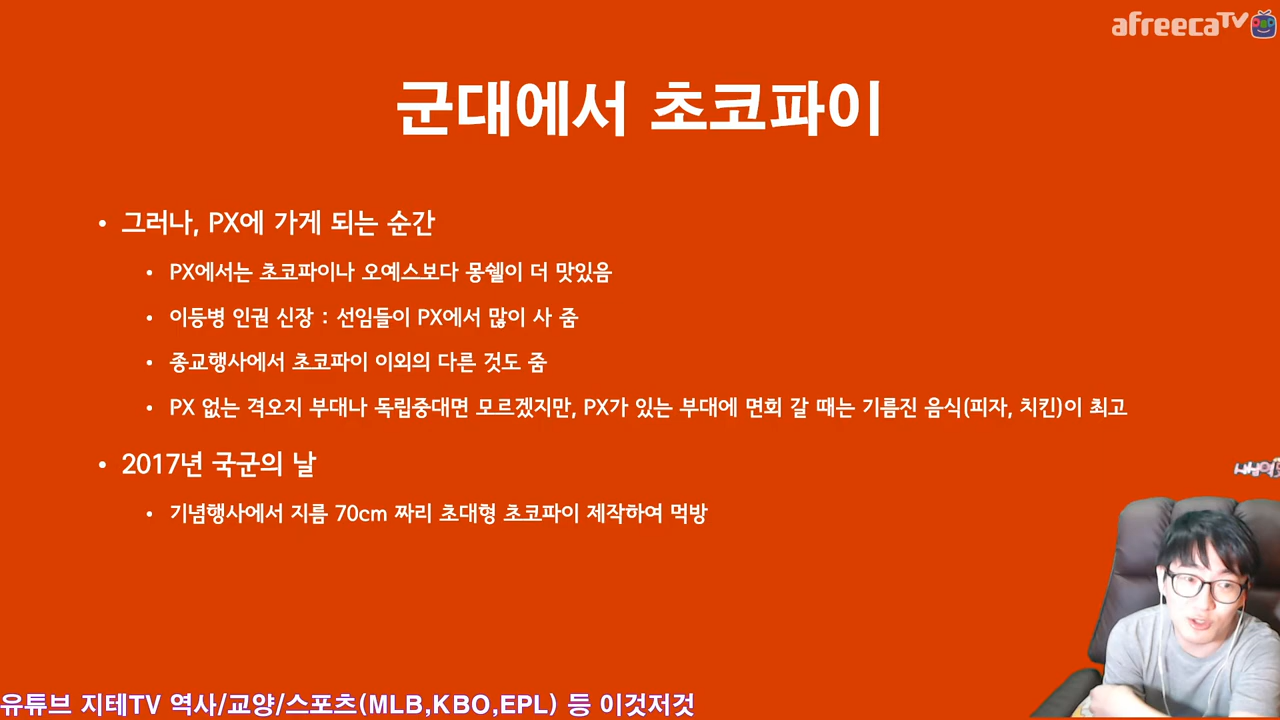 afreecaTV
군대에서 초코파이
• 그러나, PX에 가게 되는 순간
• PX에서는 초코파이나 오예스보다 몽쉘이 더 맛있음
• 이등병 인권 신장 : 선임들이 PX에서 많이 사 줌
• 종교행사에서 초코파이 이외의 다른 것도 줌
• PX 없는 격오지 부대나 독립중대면 모르겠지만, PX가 있는 부대에 면회 갈 때는 기름진 음식(피자, 치킨)이 최고
• 2017년 국군의 날
• 기념행사에서 지름 70cm 짜리 초대형 초코파이 제작하여 먹방
유튜브 지테TV 역사/교양/스포츠(MLB,KBO,EPL) 등 이것저것